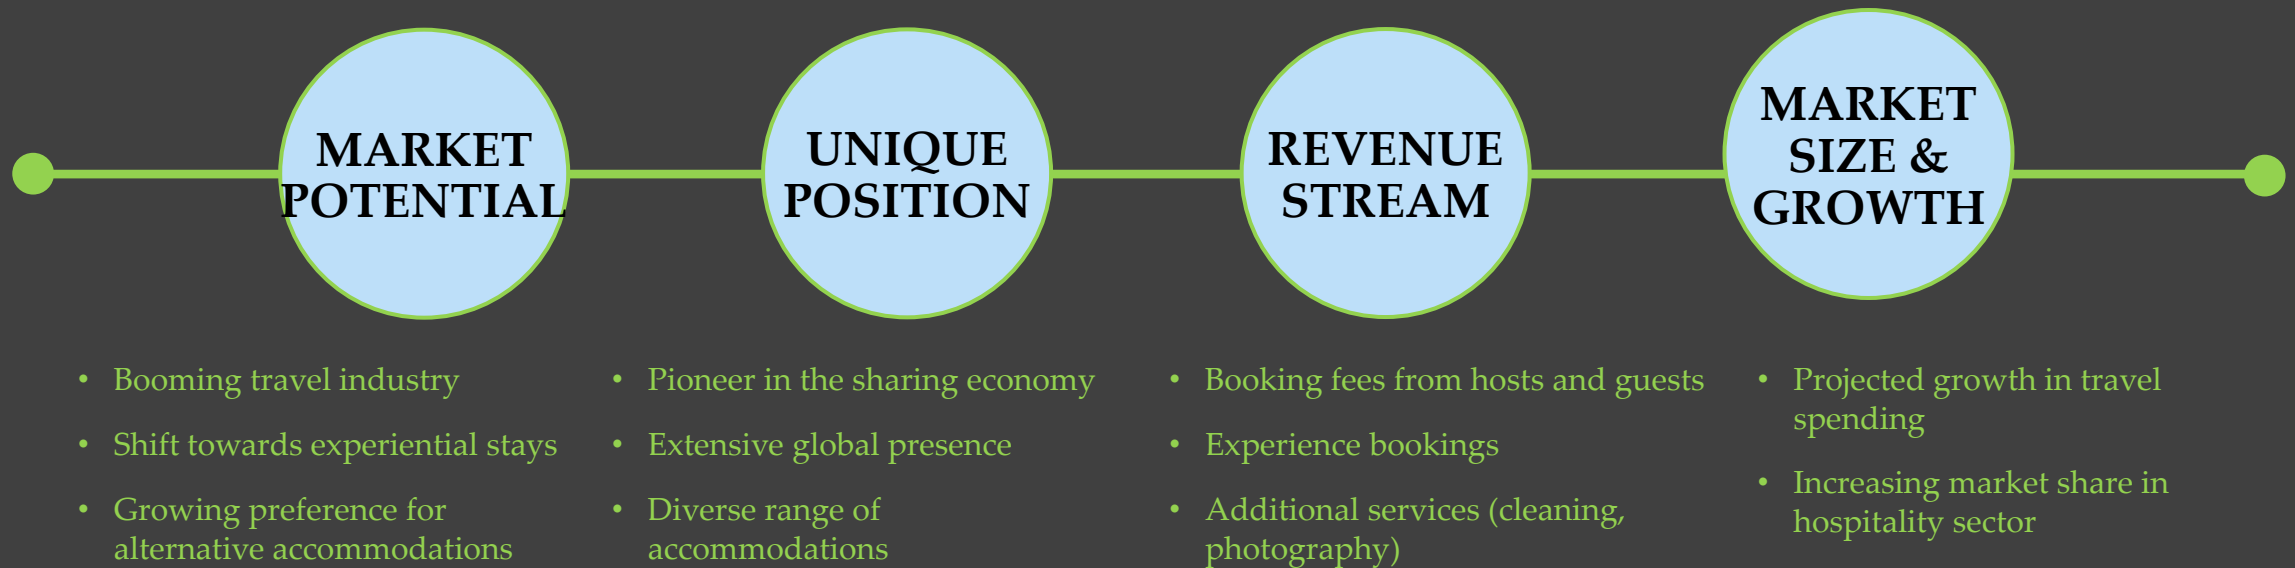 MARKET
POTENTIAL
UNIQUE
POSITION
REVENUE
STREAM
MARKET
SIZE &
GROWTH
• Booming travel industry
• Shift towards experiential stays
• Growing preference for
alternative accommodations
• Pioneer in the sharing economy
• Extensive global presence
• Diverse range of
accommodations
• Booking fees from hosts and guests
• Experience bookings
• Additional services (cleaning,
photography)
• Projected growth in travel
spending
• Increasing market share in
hospitality sector